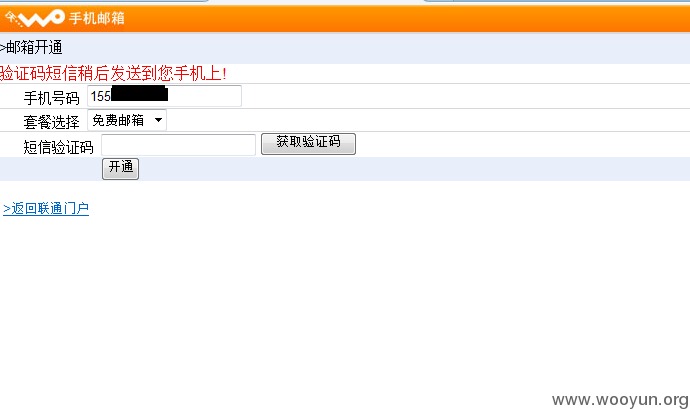 沃 WO 手机邮箱
>邮箱开通
验证码短信稍后发送到您手机上!
手机号码 155
套餐选择 免费邮箱
短信验证码 获取验证码
开通
>返回联通门户
www.wooyun.org